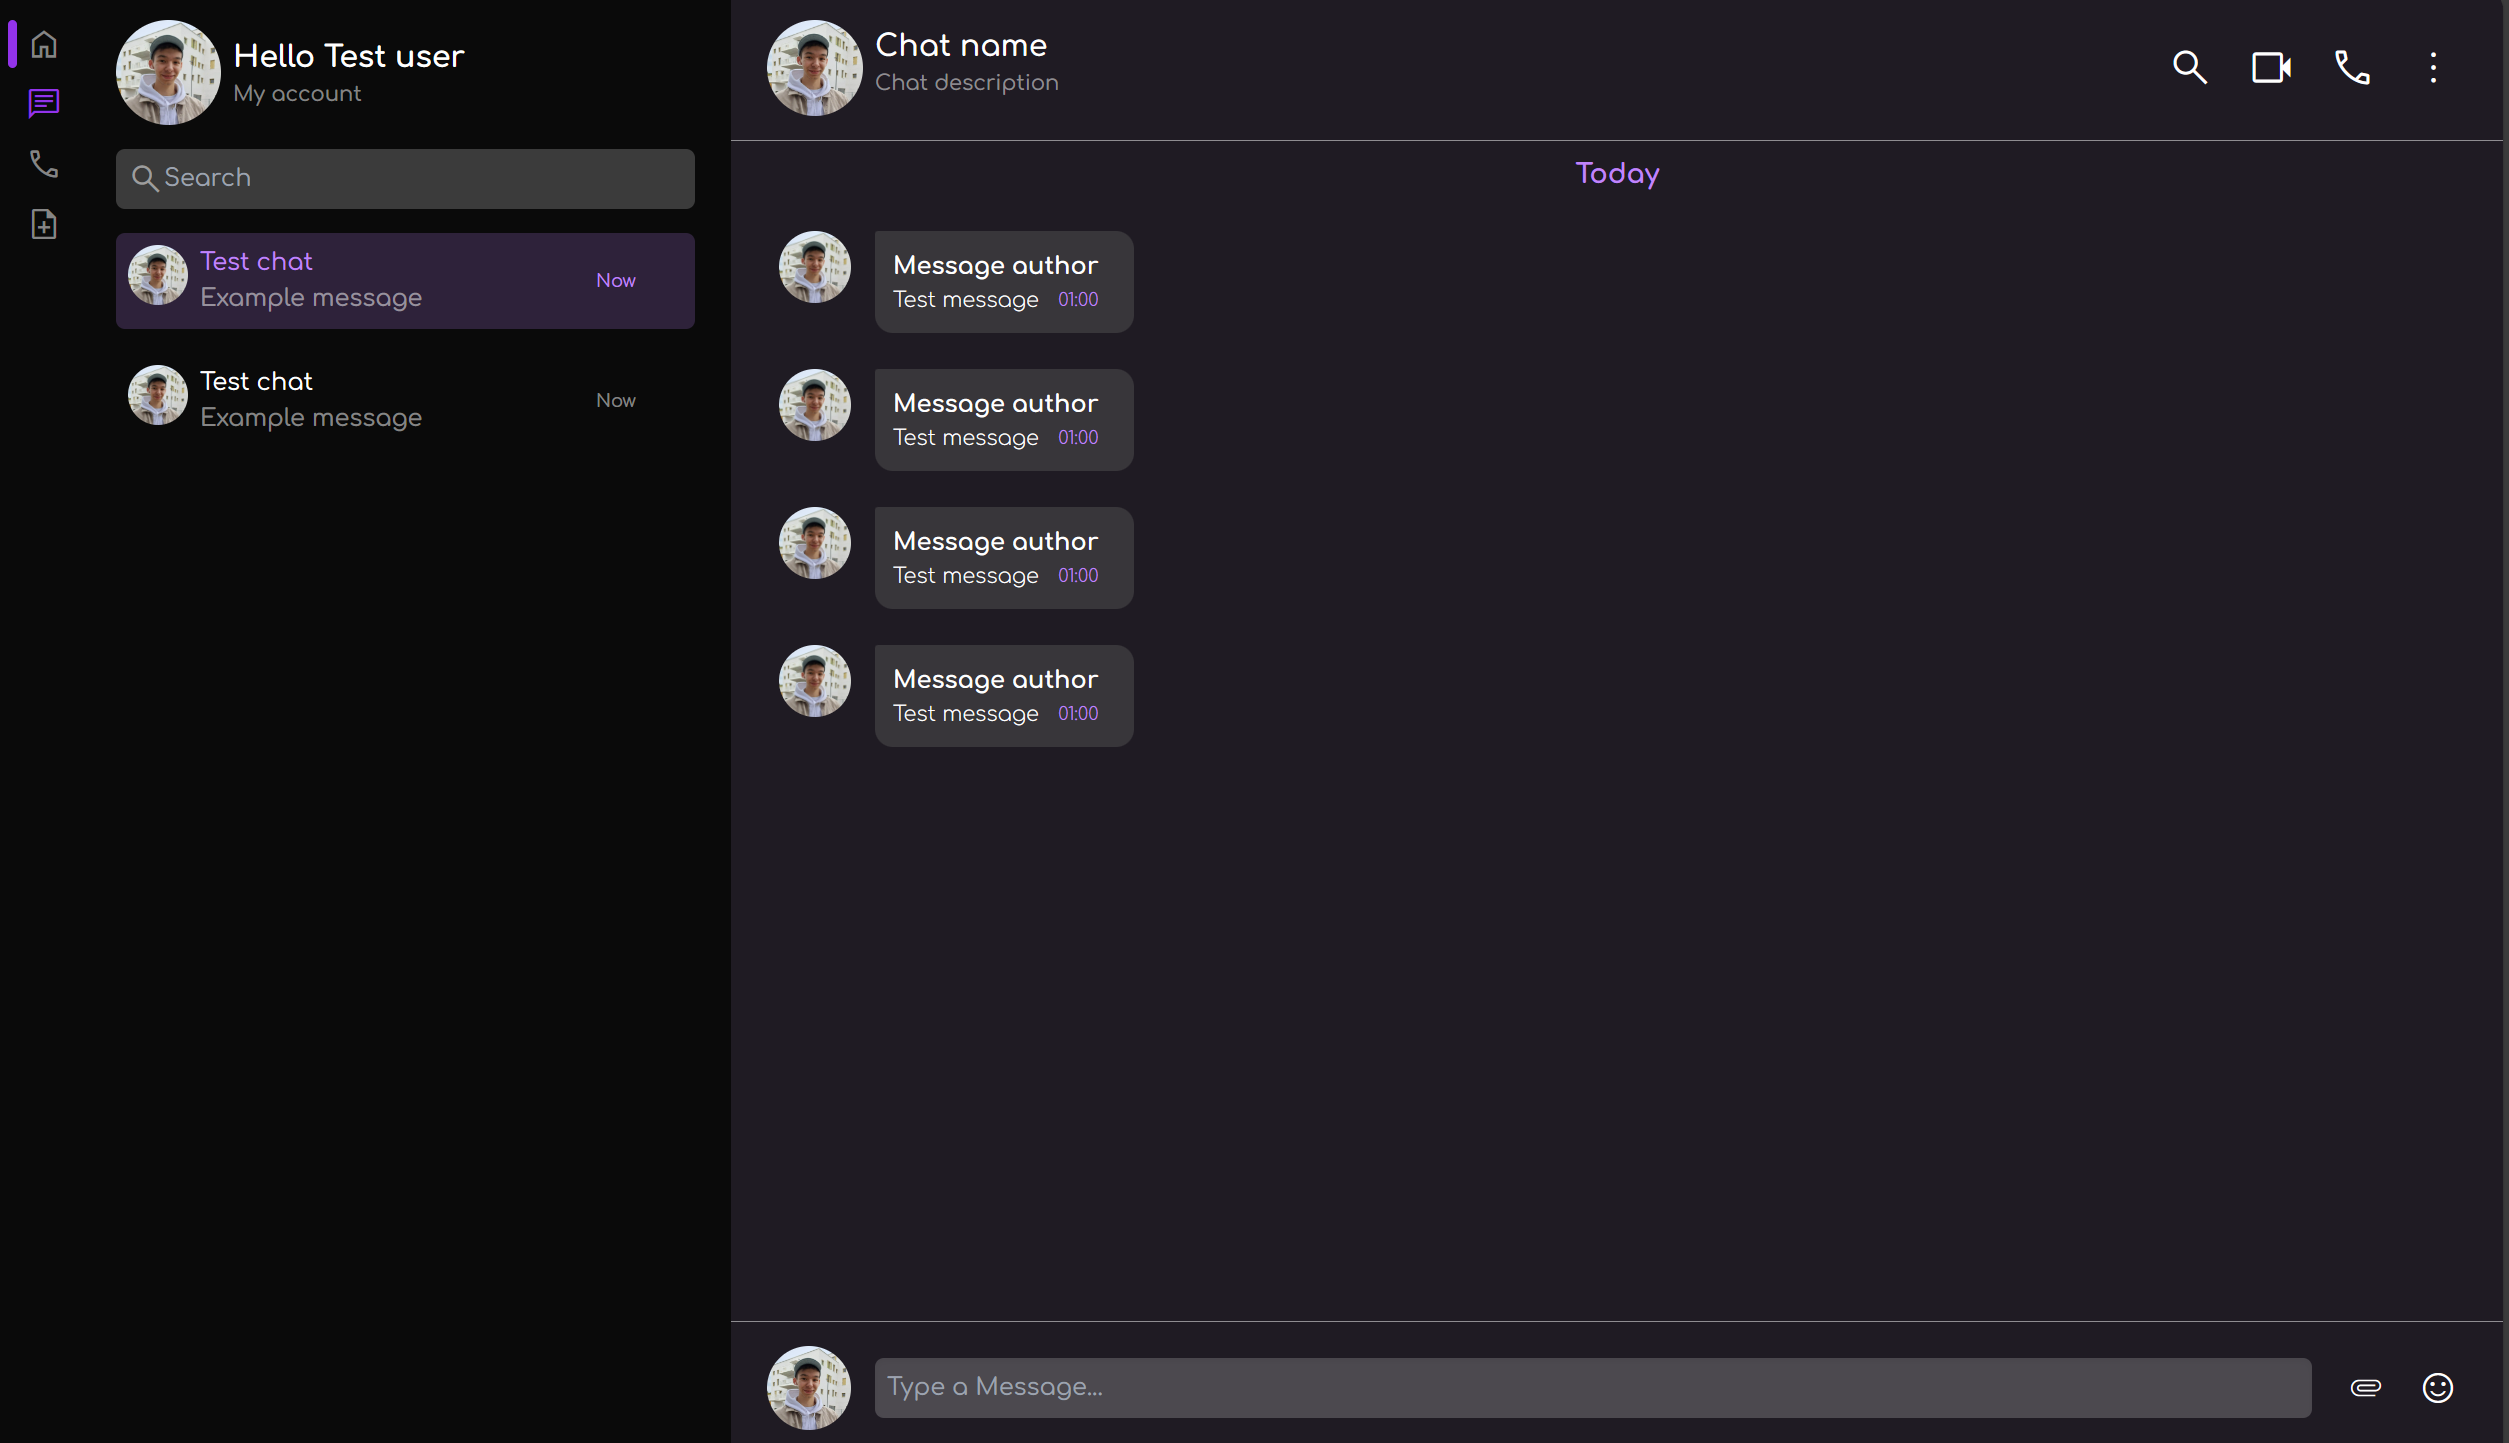 Hello Test user
My account
Search
Test chat
Example message
Now
Test chat
Example message
Now
Chat name
Chat description
Today
Message author
Test message 01:00
Message author
Test message 01:00
Message author
Test message 01:00
Message author
Test message 01:00
Type a Message...